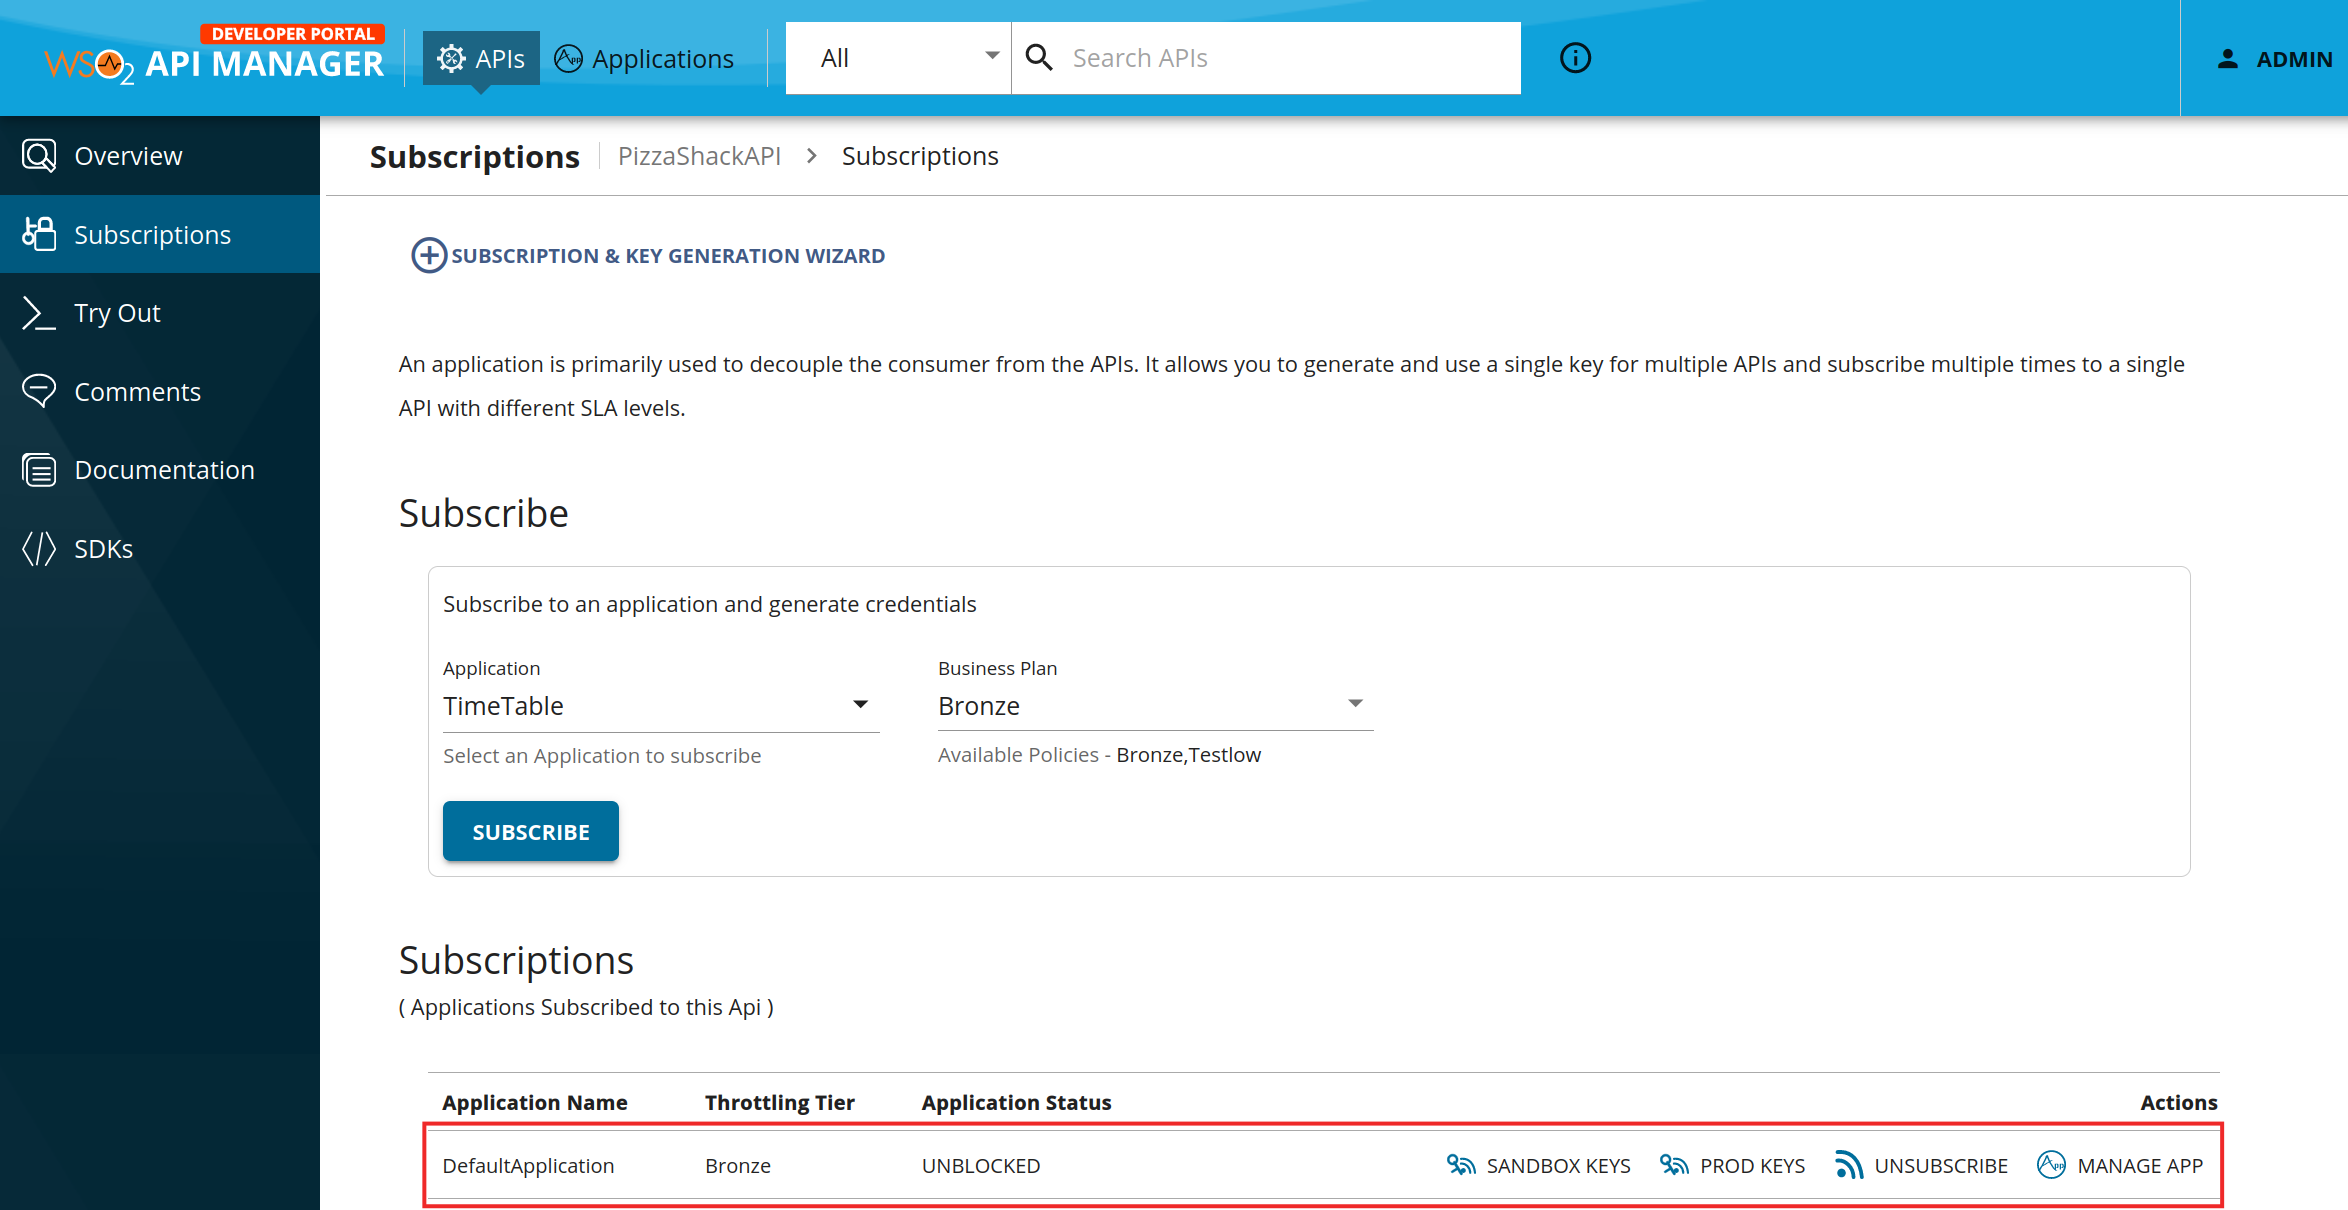 DEVELOPER PORTAL
WSO2 API MANAGER
APIs
Applications
All
Search APIs
ADMIN
Overview
Subscriptions
Try Out
Comments
Documentation
SDKs
Subscriptions
PizzaShackAPI > Subscriptions
SUBSCRIPTION & KEY GENERATION WIZARD
An application is primarily used to decouple the consumer from the APIs. It allows you to generate and use a single key for multiple APIs and subscribe multiple times to a single
API with different SLA levels.
Subscribe
Subscribe to an application and generate credentials
Application
TimeTable
Select an Application to subscribe
Business Plan
Bronze
Available Policies - Bronze,Testlow
SUBSCRIBE
Subscriptions
( Applications Subscribed to this Api )
Application Name Throttling Tier Application Status Actions
DefaultApplication Bronze UNBLOCKED SANDBOX KEYS PROD KEYS UNSUBSCRIBE App MANAGE APP